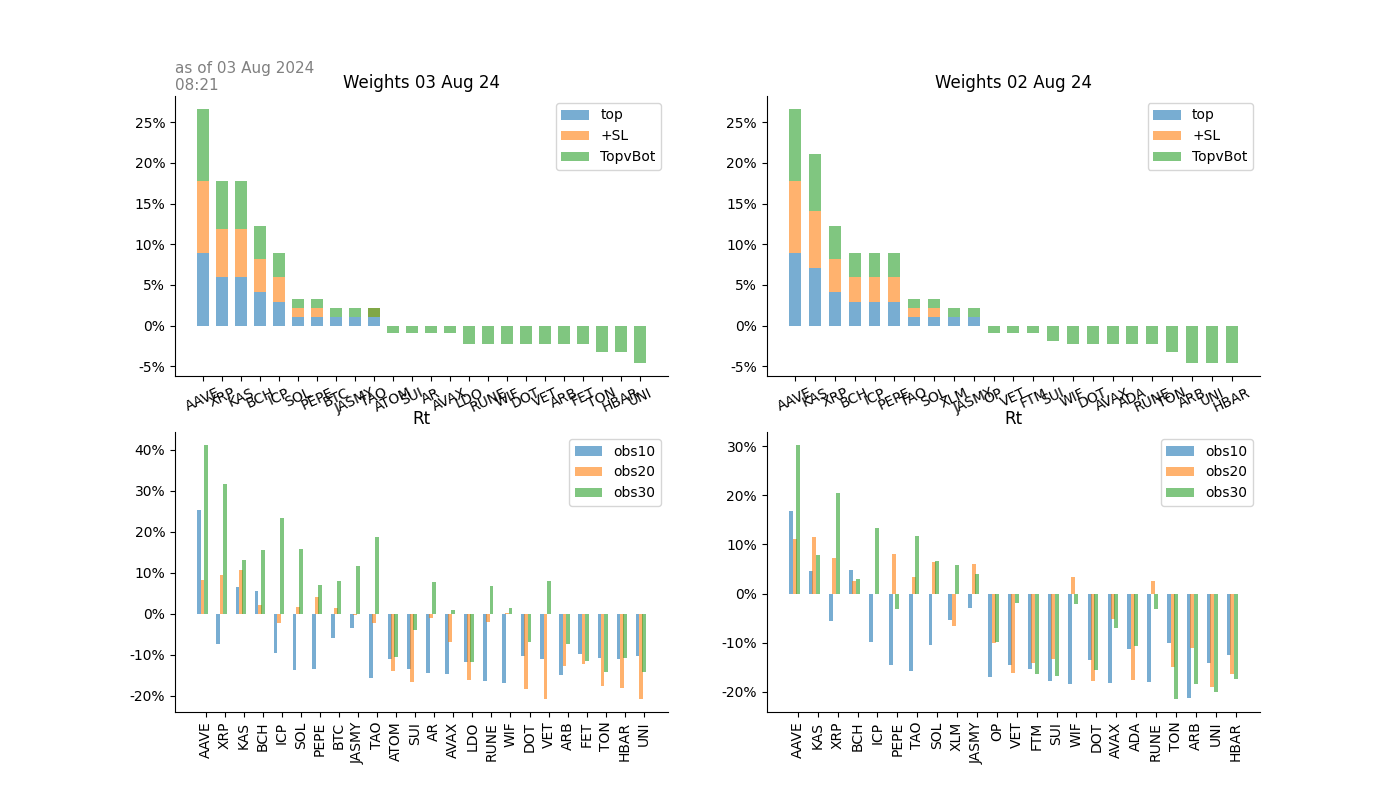 as of 03 Aug 2024
08:21
Weights 03 Aug 24
25%
20%
15%
10%
5%
0%
-5%
top
+SL
TopvBot
AAVE XRP KAS BCH ICP SOL PEPE BTC JASMY TAO ATOM SUI AR AVAX LDO RUNE WIF DOT VET ARB FET TON HBAR UNI
Weights 02 Aug 24
25%
20%
15%
10%
5%
0%
-5%
top
+SL
TopvBot
AAVE KAS XRP BCH ICP PEPE TAO SOL XLM JASMY OP VET FTM SUI WIF DOT AVAX ADA RUNE TON ARB UNI HBAR
Rt
40%
30%
20%
10%
0%
-10%
-20%
obs10
obs20
obs30
AAVE XRP KAS BCH ICP SOL PEPE BTC JASMY TAO ATOM SUI AR AVAX LDO RUNE WIF DOT VET ARB FET TON HBAR UNI
Rt
30%
20%
10%
0%
-10%
-20%
obs10
obs20
obs30
AAVE KAS XRP BCH ICP PEPE TAO SOL XLM JASMY OP VET FTM SUI WIF DOT AVAX ADA RUNE TON ARB UNI HBAR